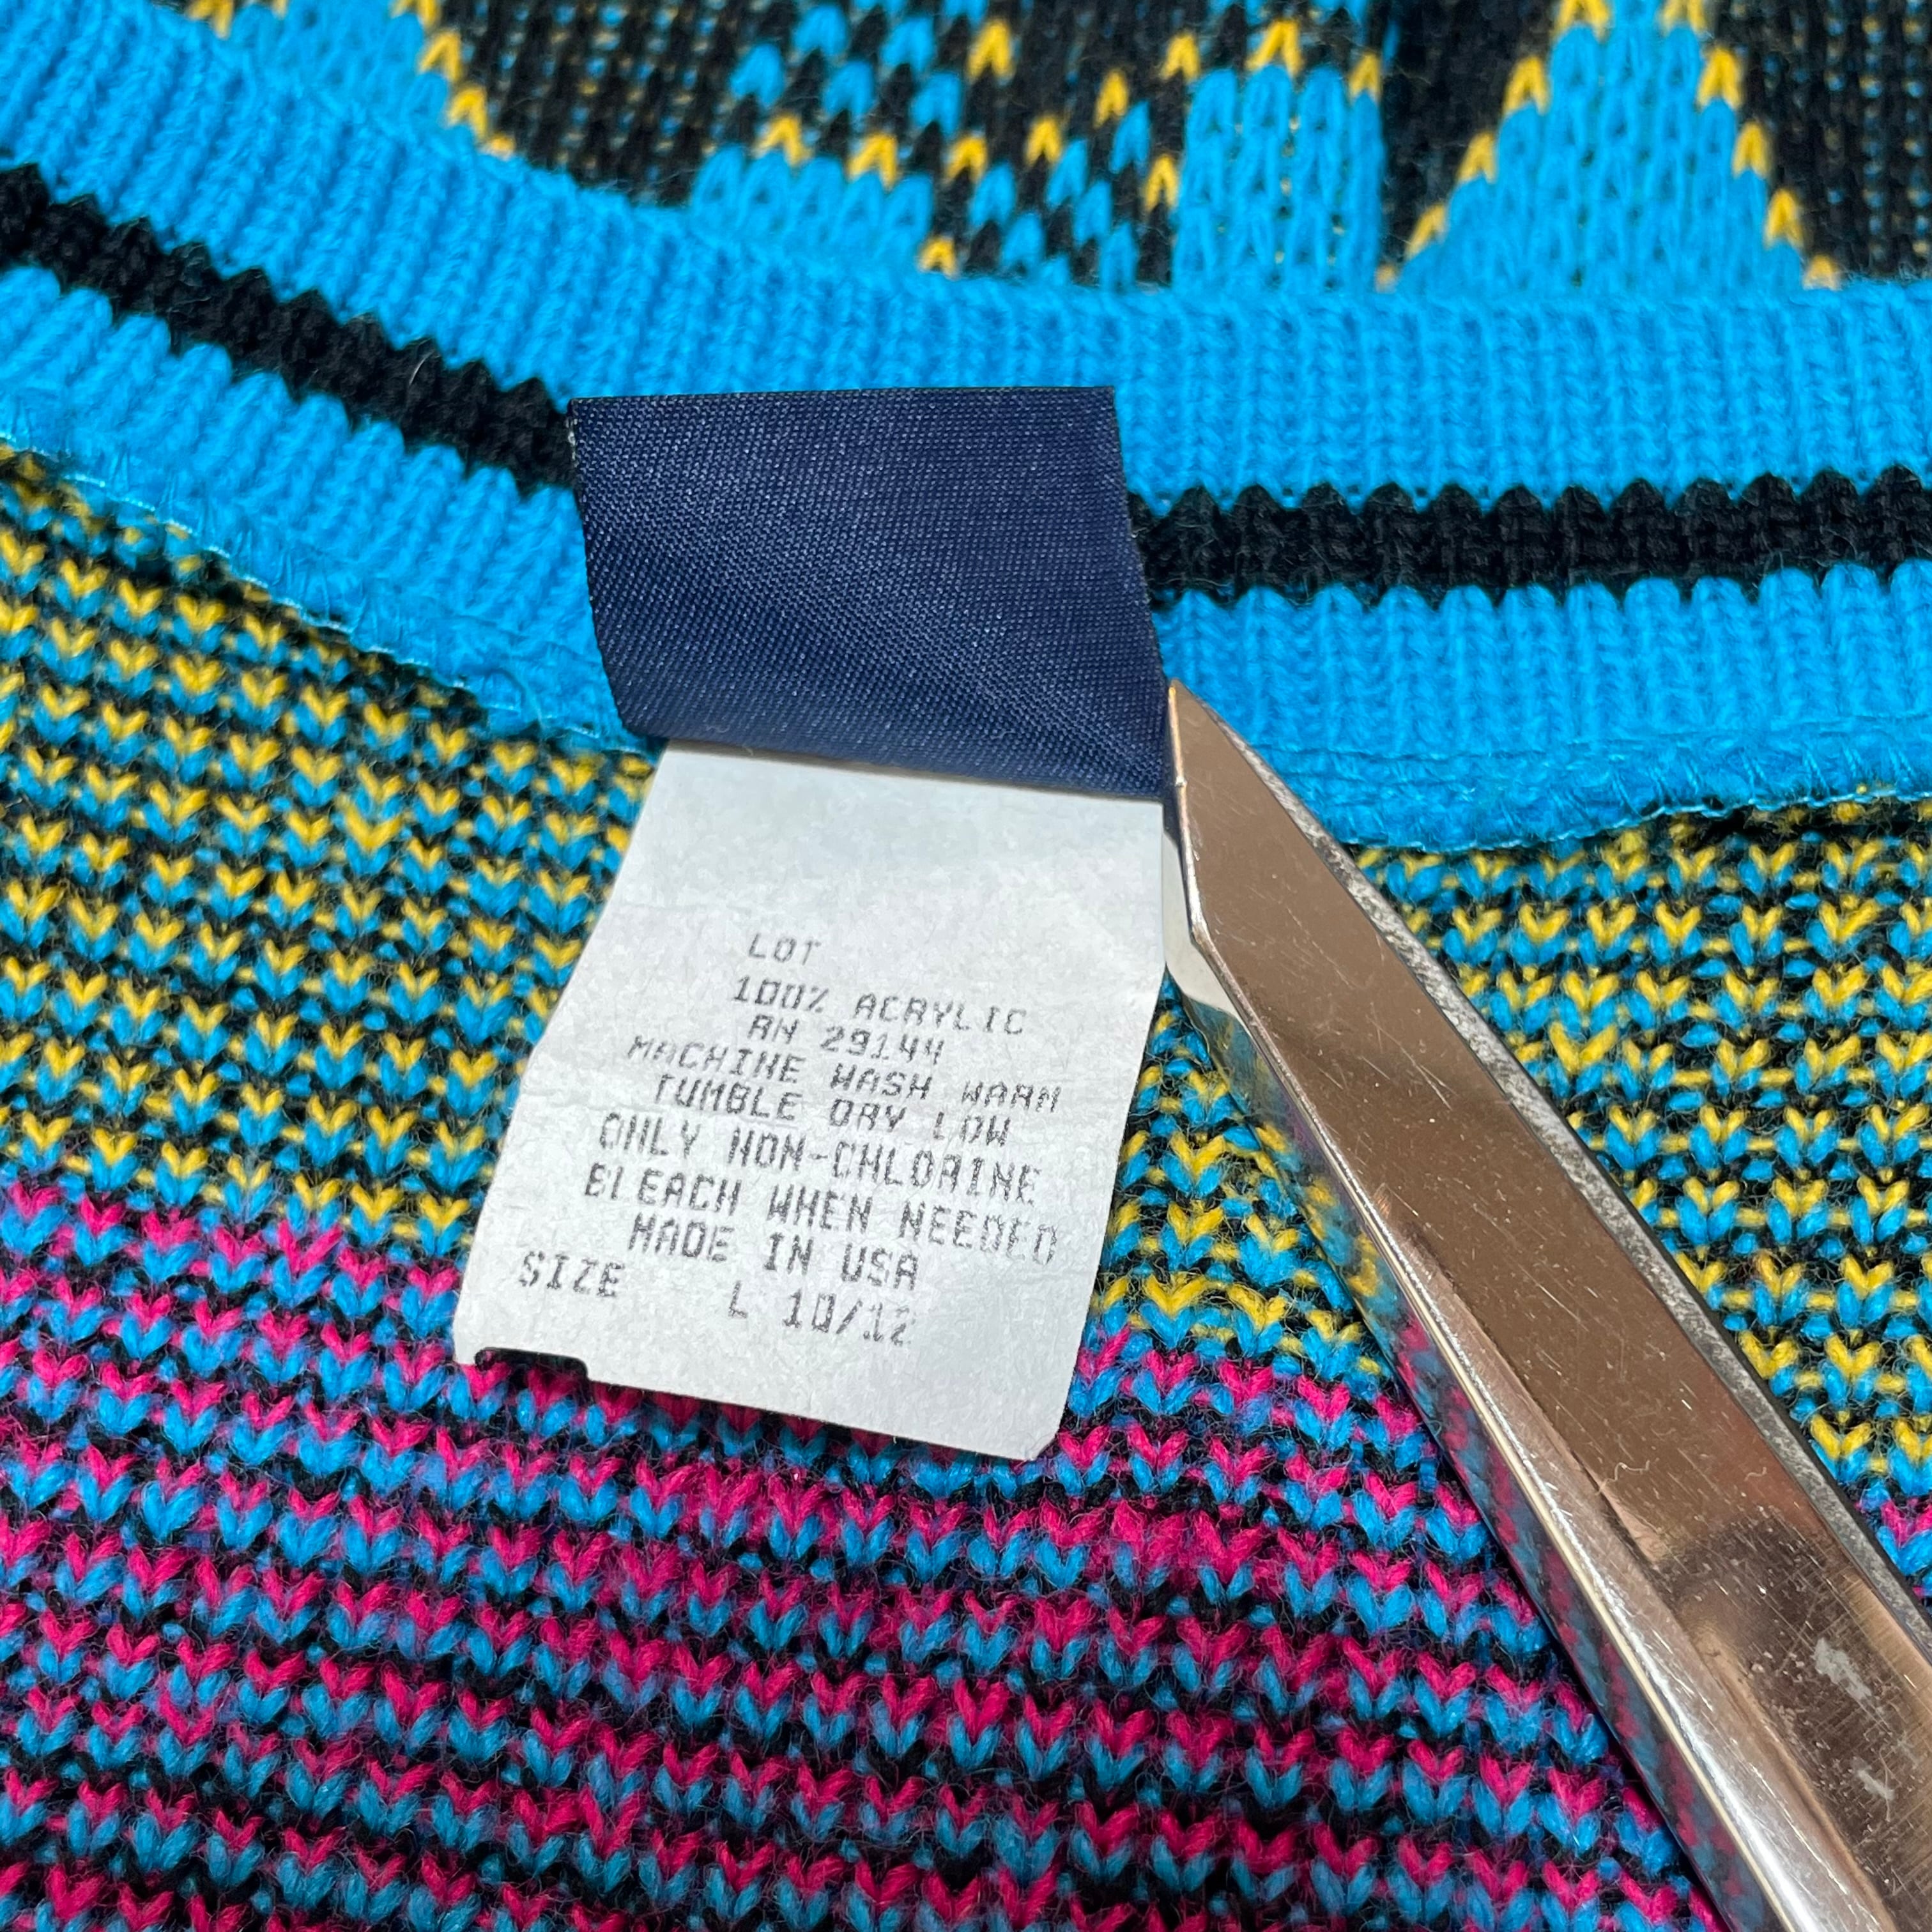 LOT
100% ACRYLIC
RN 29144
MACHINE WASH WARM
TUMBLE DRY LOW
ONLY NON-CHLORINE
BLEACH WHEN NEEDED
MADE IN USA
SIZE L 10/12